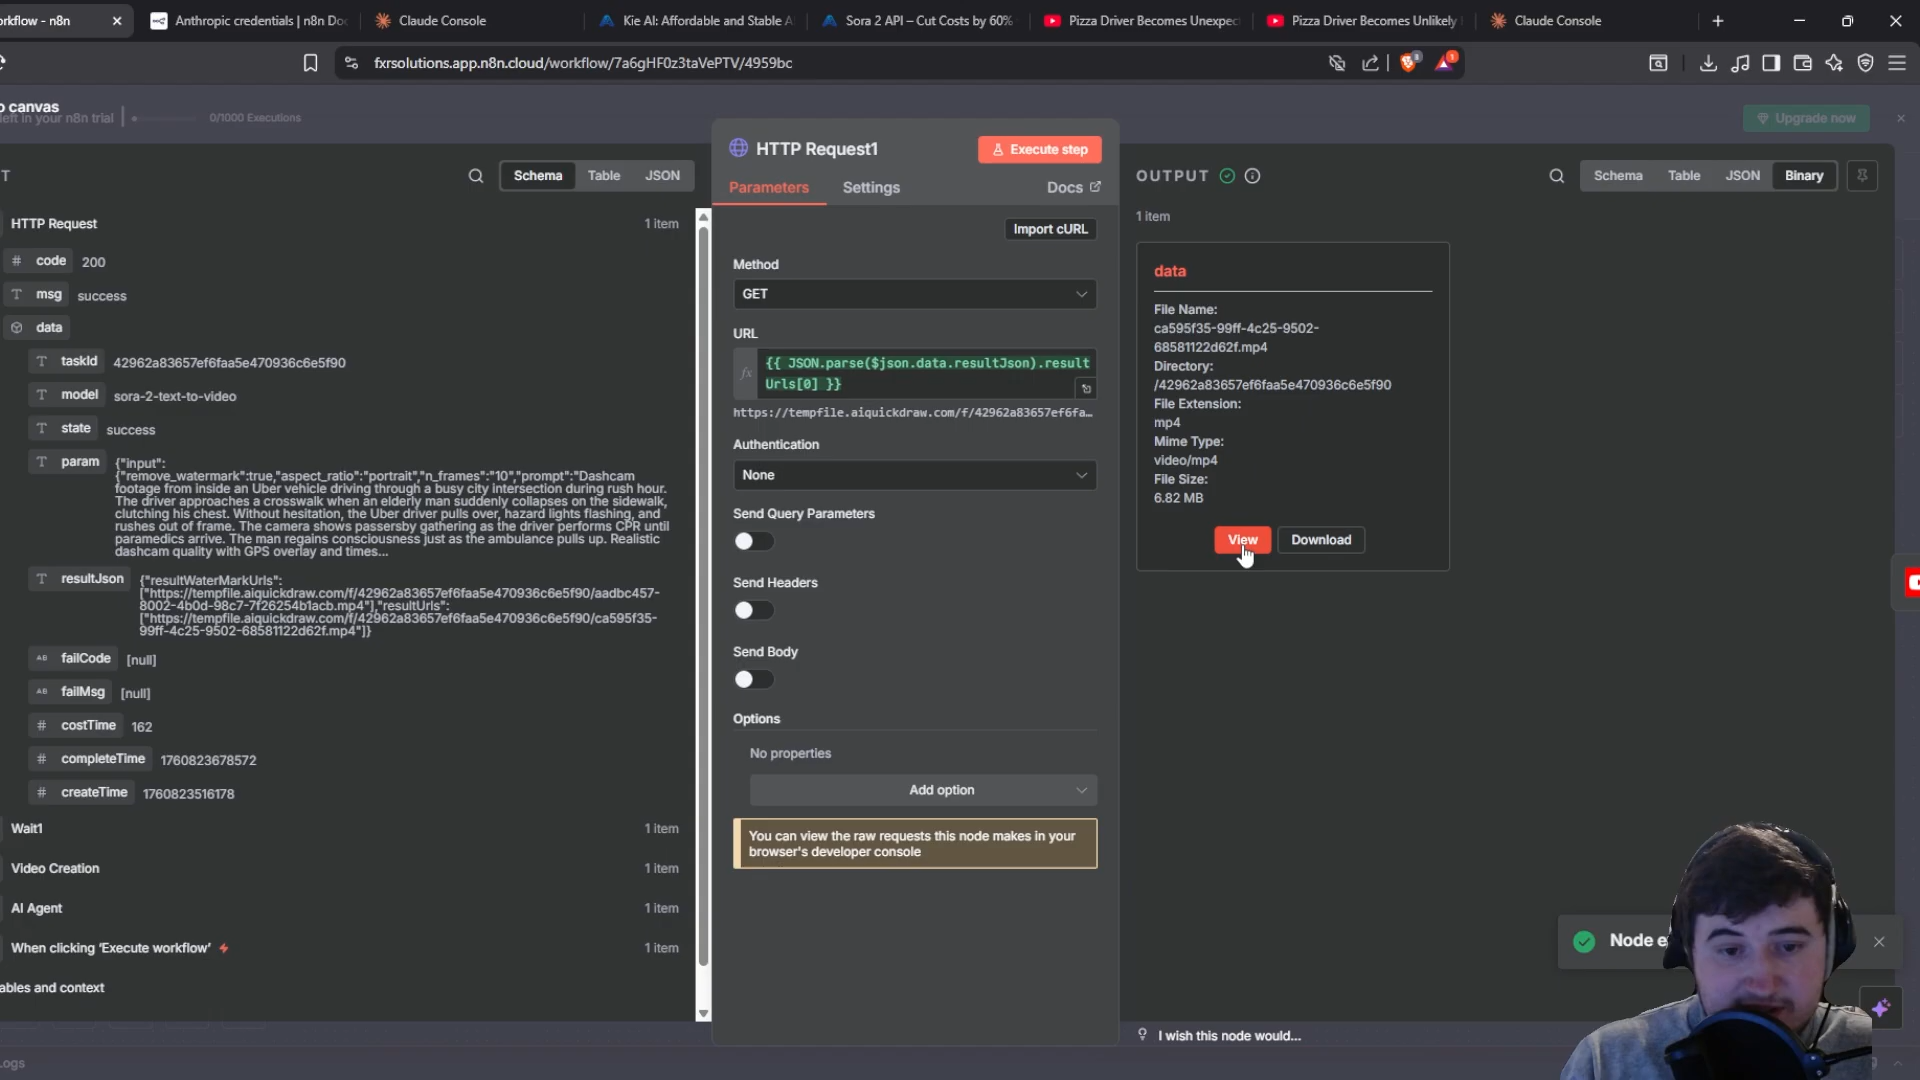 rkflow - n8n
Anthropic credentials | n8n Do
Claude Console
Kie AI: Affordable and Stable A
Sora 2 API – Cut Costs by 60%
Pizza Driver Becomes Unexpec
Pizza Driver Becomes Unlikely
Claude Console
fxrsolutions.app.n8n.cloud/workflow/7a6gHF0z3taVePTV/4959bc
o canvas
left in your n8n trial
0/1000 Executions
Upgrade now
T
Schema
Table
JSON
HTTP Request
1 item
# code 200
T msg success
data
T taskId 42962a83657ef6faa5e470936c6e5f90
T model sora-2-text-to-video
T state success
T param {"input":
{"remove_watermark":true,"aspect_ratio":"portrait","n_frames":"10","prompt":"Dashcam
footage from inside an Uber vehicle driving through a busy city intersection during rush hour.
The driver approaches a crosswalk when an elderly man suddenly collapses on the sidewalk,
clutching his chest. Without hesitation, the Uber driver pulls over, hazard lights flashing, and
rushes out of frame. The camera shows passersby gathering as the driver performs CPR until
paramedics arrive. The man regains consciousness just as the ambulance pulls up. Realistic
dashcam quality with GPS overlay and times...
T resultJson {"resultWaterMarkUrls":
["https://tempfile.aiquickdraw.com/f/42962a83657ef6faa5e470936c6e5f90/aadbc457-
8002-4b0d-98c7-7f26254b1acb.mp4"],"resultUrls":
["https://tempfile.aiquickdraw.com/f/42962a83657ef6faa5e470936c6e5f90/ca595f35-
99ff-4c25-9502-68581122d62f.mp4"]}
AB failCode [null]
AB failMsg [null]
# costTime 162
# completeTime 1760823678572
# createTime 1760823516178
Wait1
1 item
Video Creation
1 item
AI Agent
1 item
When clicking 'Execute workflow'
1 item
ables and context
Logs
HTTP Request1
Execute step
Parameters
Settings
Docs
Import cURL
Method
GET
URL
fx
{{ JSON.parse($json.data.resultJson).result
Urls[0] }}
https://tempfile.aiquickdraw.com/f/42962a83657ef6fa…
Authentication
None
Send Query Parameters
Send Headers
Send Body
Options
No properties
Add option
You can view the raw requests this node makes in your
browser's developer console
OUTPUT
Schema
Table
JSON
Binary
1 item
data
File Name:
ca595f35-99ff-4c25-9502-
68581122d62f.mp4
Directory:
/42962a83657ef6faa5e470936c6e5f90
File Extension:
mp4
Mime Type:
video/mp4
File Size:
6.82 MB
View
Download
Node e
I wish this node would...